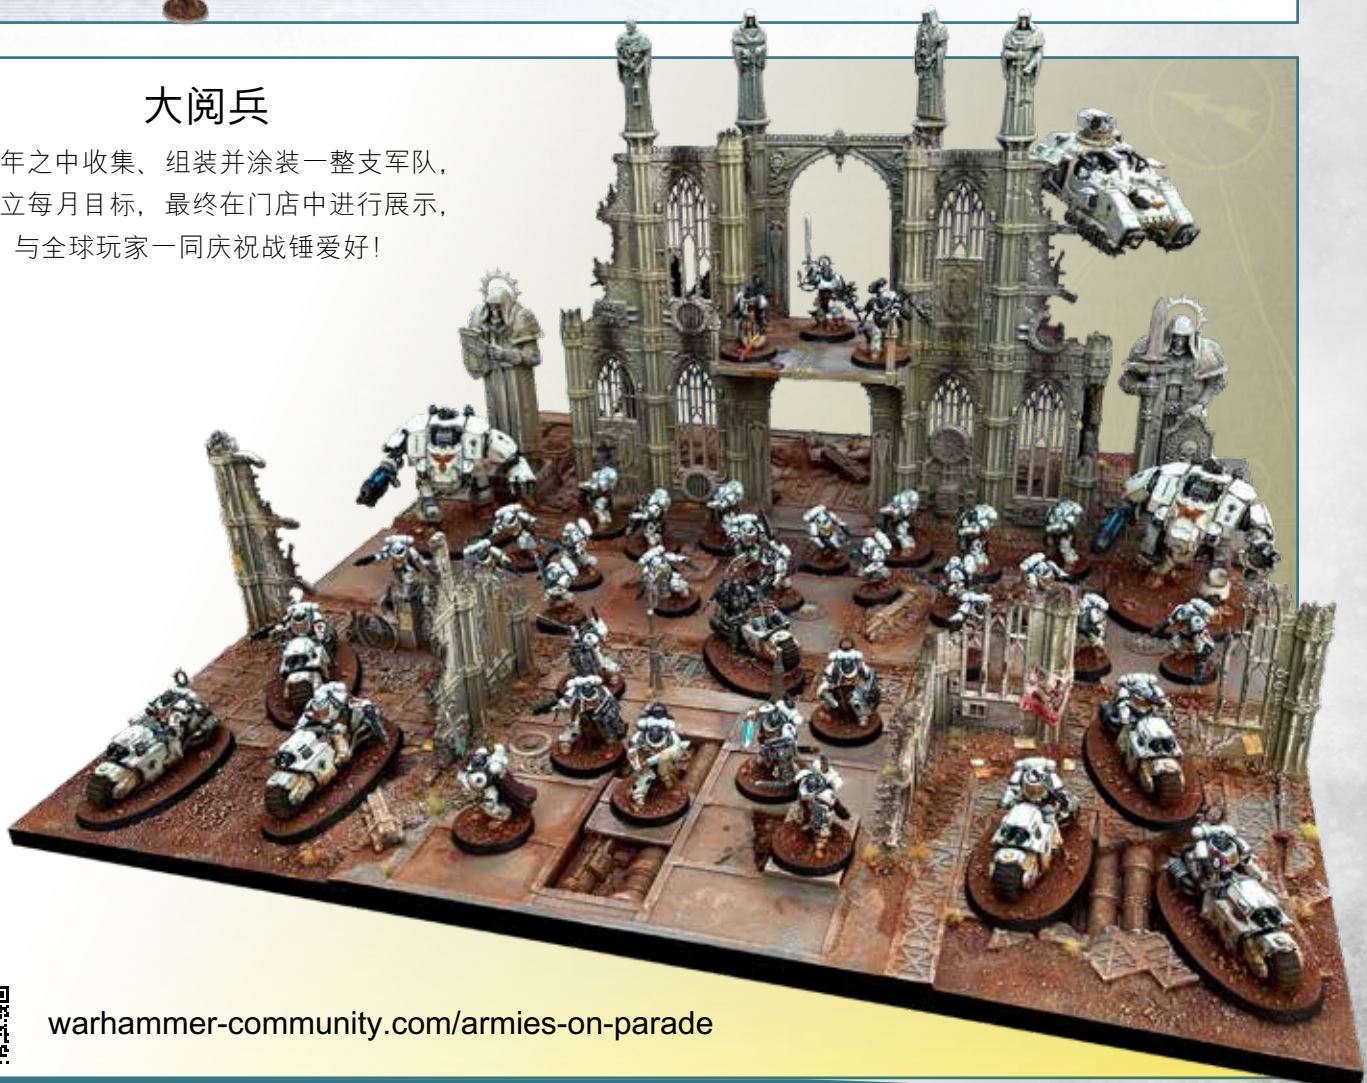 大阅兵
年之中收集、组装并涂装一整支军队,
立每月目标, 最终在门店中进行展示,
与全球玩家一同庆祝战锤爱好!
warhammer-community.com/armies-on-parade